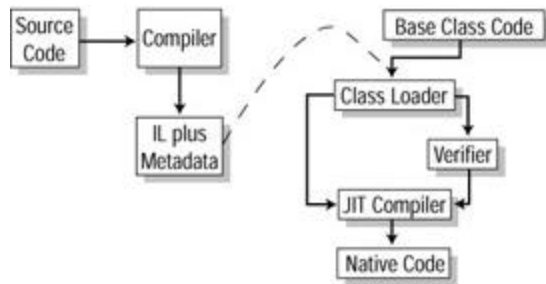 Source
Code
Compiler
IL plus
Metadata
Base Class Code
Class Loader
Verifier
JIT Compiler
Native Code